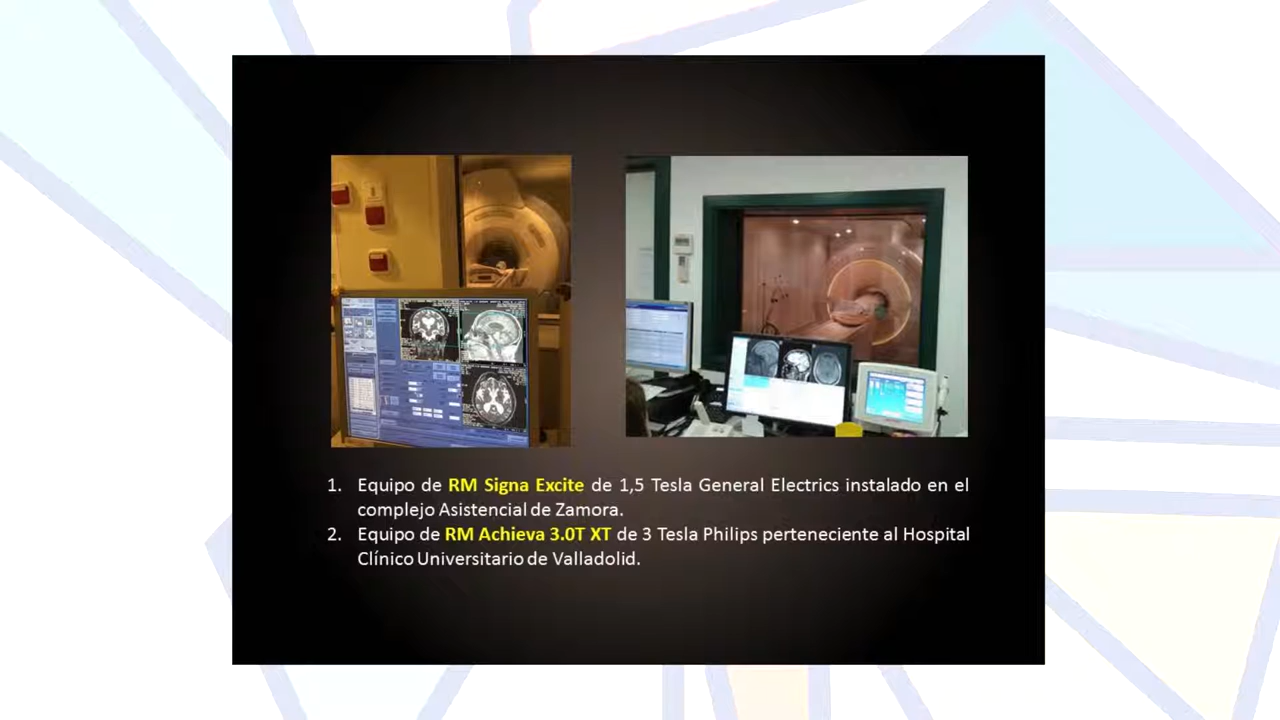 1. Equipo de RM Signa Excite de 1,5 Tesla General Electrics instalado en el
complejo Asistencial de Zamora.
2. Equipo de RM Achieva 3.0T XT de 3 Tesla Philips perteneciente al Hospital
Clínico Universitario de Valladolid.